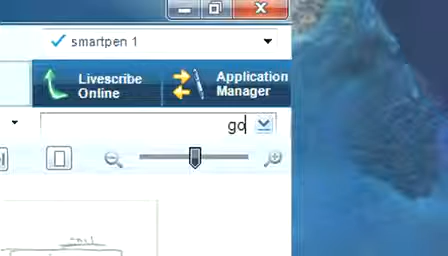 smartpen 1
Livescribe
Online
Application
Manager
go